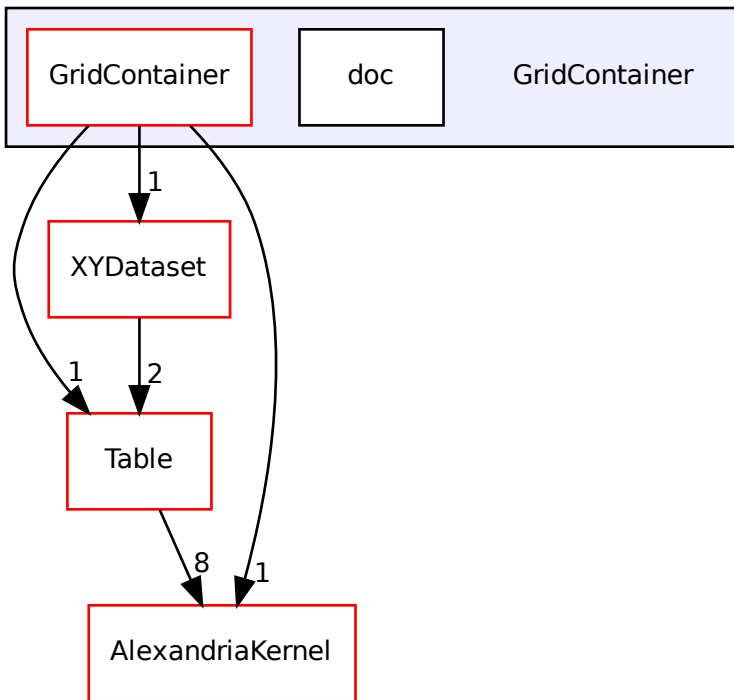 GridContainer doc GridContainer
1
XYDataset
1 2
Table
8 1
AlexandriaKernel